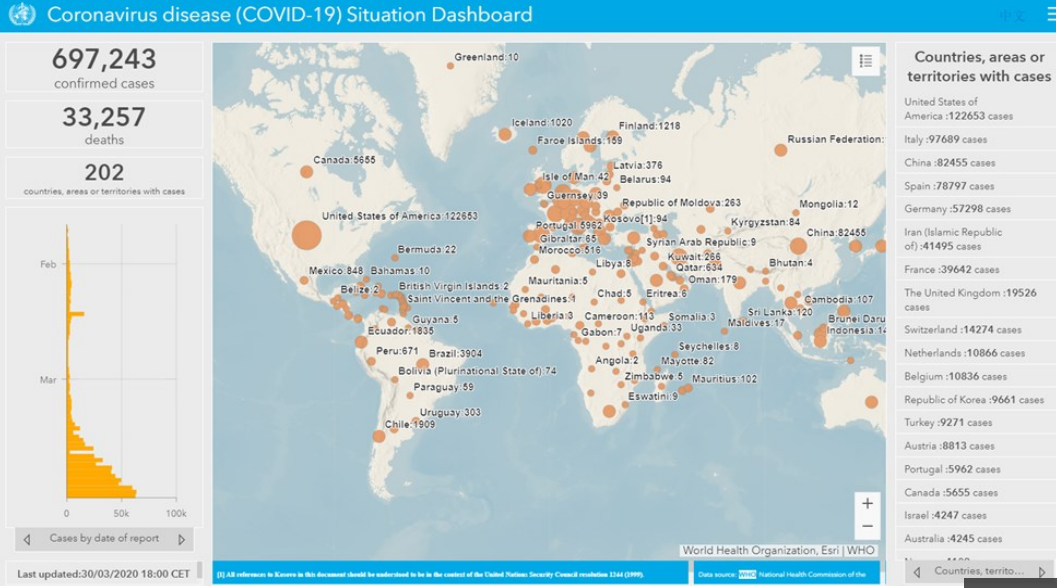 Coronavirus disease (COVID-19) Situation Dashboard
中文
697,243
confirmed cases
33,257
deaths
202
countries, areas or territories with cases
Feb
Mar
0 50k 100k
Cases by date of report
Last updated:30/03/2020 18:00 CET
Greenland:10
Iceland:1020
Finland:1218
Faroe Islands:159
Russian Federation:
Canada:5655
Latvia:376
Isle of Man:42
Belarus:94
Guernsey:39
Republic of Moldova:263
Mongolia:12
United States of America:122653
Portugal:5962
Kosovo[1]:94
Kyrgyzstan:84
China:82455
Gibraltar:65
Syrian Arabic Republic:9
Morocco:516
Bermuda:22
Libya:8
Kuwait:266
Bhutan:4
Qatar:634
Mexico:848
Bahamas:10
Mauritania:5
Oman:179
Belize:2
British Virgin Islands:2
Chad:5
Eritrea:6
Cambodia:107
Saint Vincent and the Grenadines:1
Sri Lanka:120
Guyana:5
Liberia:3
Cameroon:113
Somalia:3
Maldives:17
Brunei Daru
Ecuador:1835
Gabon:7
Uganda:33
Indonesia:14
Peru:671
Brazil:3904
Seychelles:8
Bolivia (Plurinational State of):74
Angola:2
Mayotte:82
Paraguay:59
Zimbabwe:5
Mauritius:102
Uruguay:303
Eswatini:9
Chile:1909
+
−
World Health Organization, Esri | WHO
[1] All references to Kosovo in this document should be understood to be in the context of the United Nations Security Council resolution 1244 (1999).
Data source: WHO National Health Commission of the
Countries, areas or
territories with cases
United States of
America :122653 cases
Italy :97689 cases
China :82455 cases
Spain :78797 cases
Germany :57298 cases
Iran (Islamic Republic
of) :41495 cases
France :39642 cases
The United Kingdom :19526
cases
Switzerland :14274 cases
Netherlands :10866 cases
Belgium :10836 cases
Republic of Korea :9661 cases
Turkey :9271 cases
Austria :8813 cases
Portugal :5962 cases
Canada :5655 cases
Israel :4247 cases
Australia :4245 cases
Countries, territo...